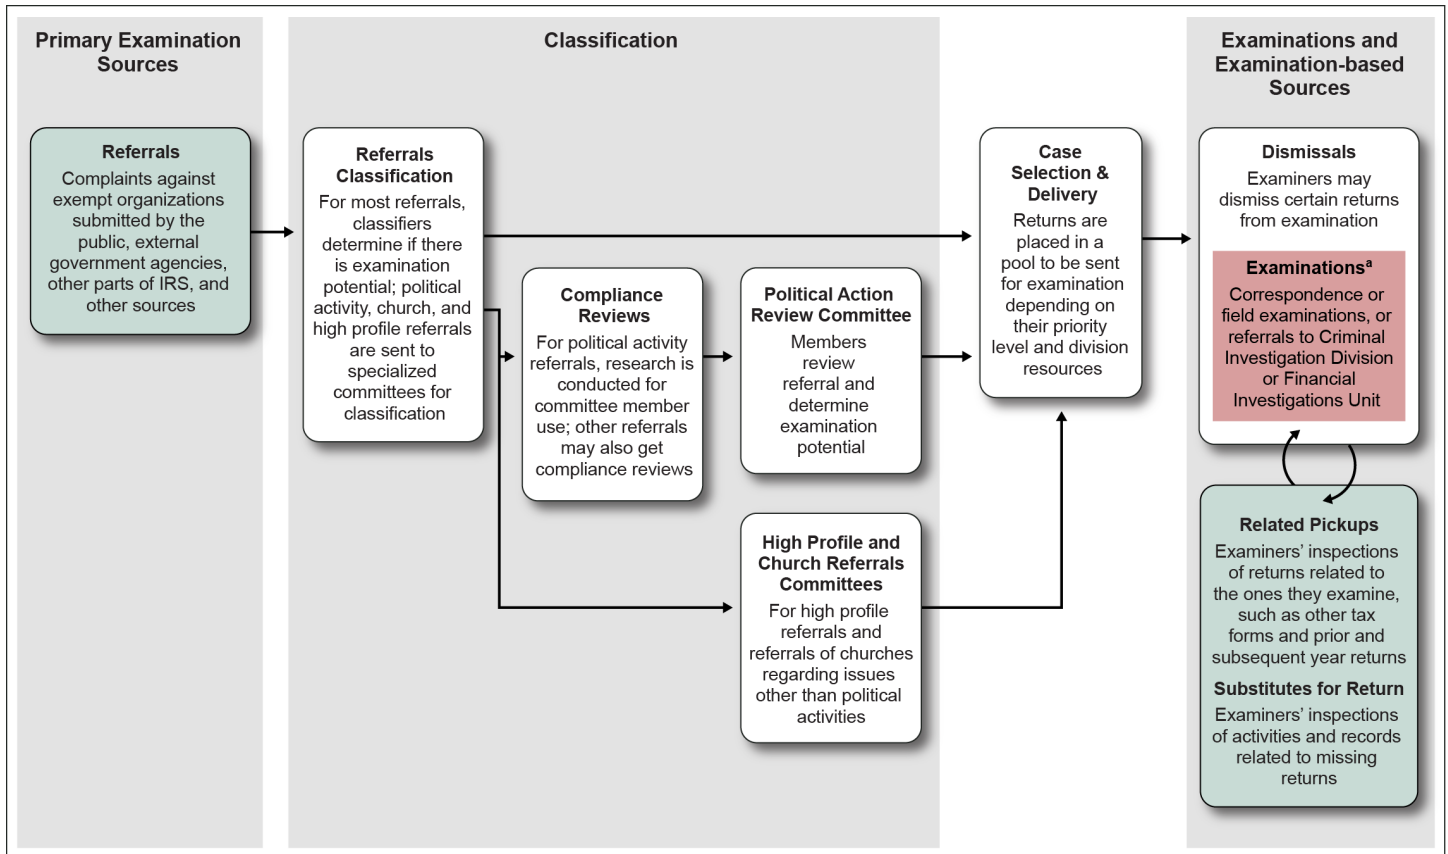 Primary Examination
Sources
Classification
Examinations and
Examination-based
Sources
Referrals
Complaints against
exempt organizations
submitted by the
public, external
government agencies,
other parts of IRS, and
other sources
Referrals
Classification
For most referrals,
classifiers
determine if there
is examination
potential; political
activity, church, and
high profile referrals
are sent to
specialized
committees for
classification
Compliance
Reviews
For political activity
referrals, research is
conducted for
committee member
use; other referrals
may also get
compliance reviews
Political Action
Review Committee
Members
review
referral and
determine
examination
potential
High Profile and
Church Referrals
Committees
For high profile
referrals and
referrals of churches
regarding issues
other than political
activities
Case
Selection &
Delivery
Returns are
placed in a
pool to be sent
for examination
depending on
their priority
level and division
resources
Dismissals
Examiners may
dismiss certain returns
from examination
Examinationsᵃ
Correspondence or
field examinations, or
referrals to Criminal
Investigation Division
or Financial
Investigations Unit
Related Pickups
Examiners’ inspections
of returns related to
the ones they examine,
such as other tax
forms and prior and
subsequent year returns
Substitutes for Return
Examiners’ inspections
of activities and records
related to missing
returns